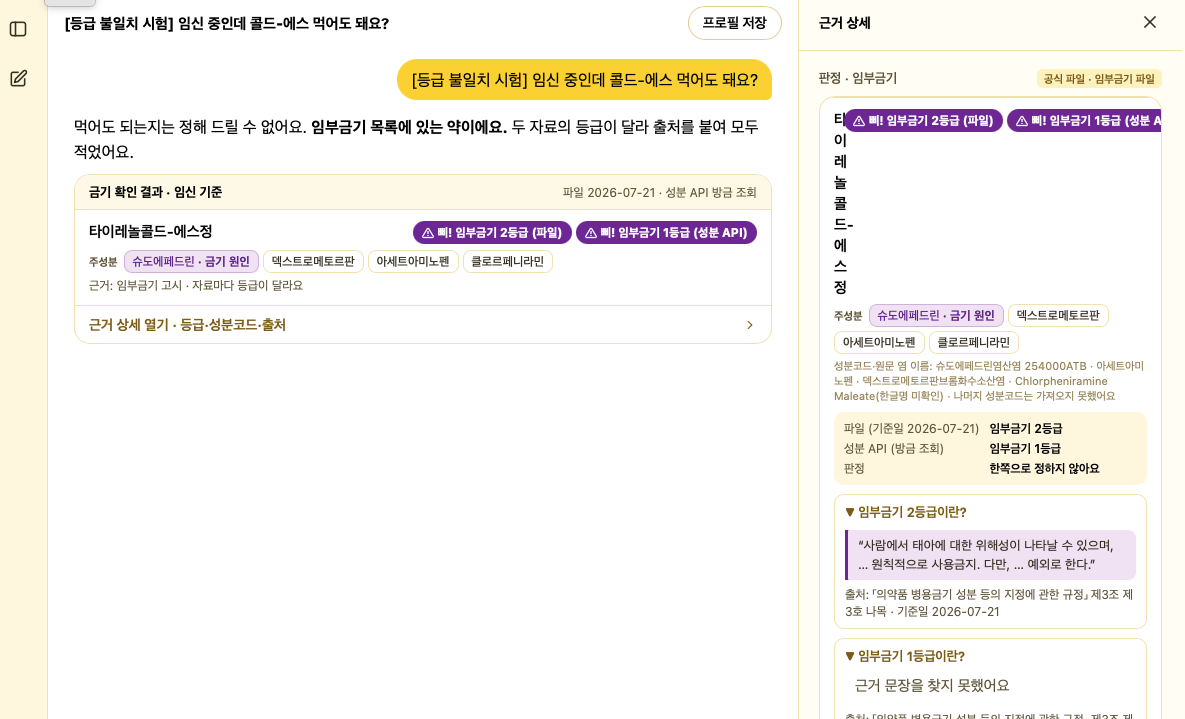 [등급 불일치 시험] 임신 중인데 콜드-에스 먹어도 돼요?
프로필 저장
[등급 불일치 시험] 임신 중인데 콜드-에스 먹어도 돼요?
먹어도 되는지는 정해 드릴 수 없어요. 임부금기 목록에 있는 약이에요. 두 자료의 등급이 달라 출처를 붙여 모두
적었어요.
금기 확인 결과 · 임신 기준
파일 2026-07-21 · 성분 API 방금 조회
타이레놀콜드-에스정
⚠ 삐! 임부금기 2등급 (파일)
⚠ 삐! 임부금기 1등급 (성분 API)
주성분 슈도에페드린 · 금기 원인 덱스트로메토르판 아세트아미노펜 클로르페니라민
근거: 임부금기 고시 · 자료마다 등급이 달라요
근거 상세 열기 · 등급·성분코드·출처
근거 상세
판정 · 임부금기
공식 파일 · 임부금기 파일
타
이
레
놀
콜
드-
에
스
정
⚠ 삐! 임부금기 2등급 (파일)
⚠ 삐! 임부금기 1등급 (성분
주성분 슈도에페드린 · 금기 원인 덱스트로메토르판
아세트아미노펜 클로르페니라민
성분코드·원문 염 이름: 슈도에페드린염산염 254000ATB · 아세트아미
노펜 · 덱스트로메토르판브롬화수소산염 · Chlorpheniramine
Maleate(한글명 미확인) · 나머지 성분코드는 가져오지 못했어요
파일 (기준일 2026-07-21) 임부금기 2등급
성분 API (방금 조회) 임부금기 1등급
판정 한쪽으로 정하지 않아요
▼ 임부금기 2등급이란?
“사람에서 태아에 대한 위해성이 나타날 수 있으며,
… 원칙적으로 사용금지. 다만, … 예외로 한다.”
출처: 「의약품 병용금기 성분 등의 지정에 관한 규정」 제3조 제
3호 나목 · 기준일 2026-07-21
▼ 임부금기 1등급이란?
근거 문장을 찾지 못했어요